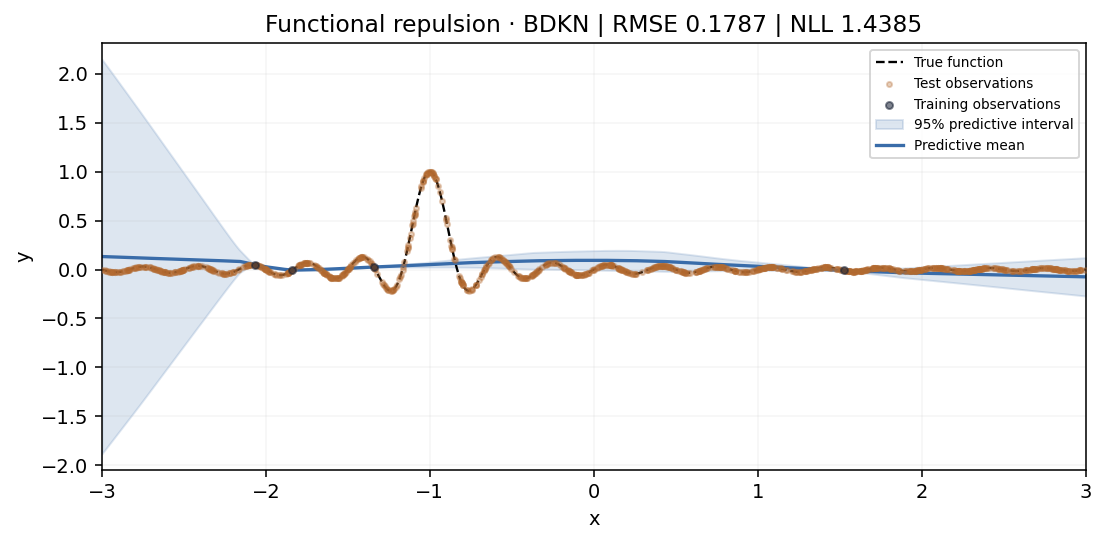 Functional repulsion · BDKN | RMSE 0.1787 | NLL 1.4385
True function
Test observations
Training observations
95% predictive interval
Predictive mean
2.0
1.5
1.0
0.5
0.0
−0.5
−1.0
−1.5
−2.0
y
−3 −2 −1 0 1 2 3
x